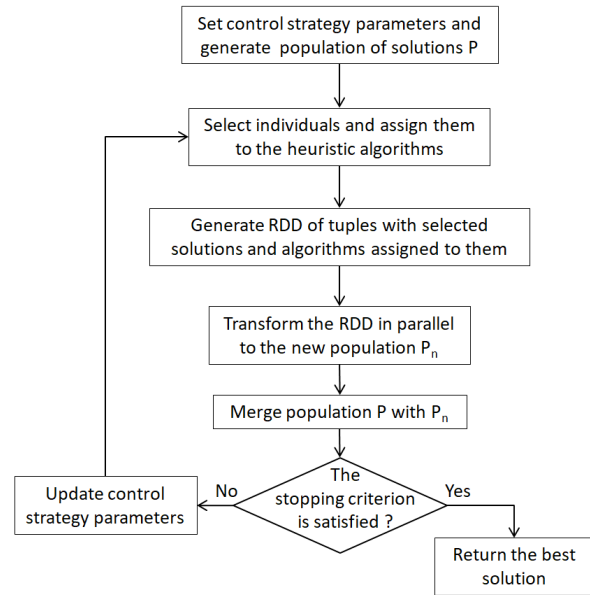 Set control strategy parameters and
generate population of solutions P
Select individuals and assign them
to the heuristic algorithms
Generate RDD of tuples with selected
solutions and algorithms assigned to them
Transform the RDD in parallel
to the new population Pn
Merge population P with Pn
The
stopping criterion
is satisfied ?
No
Yes
Update control
strategy parameters
Return the best
solution